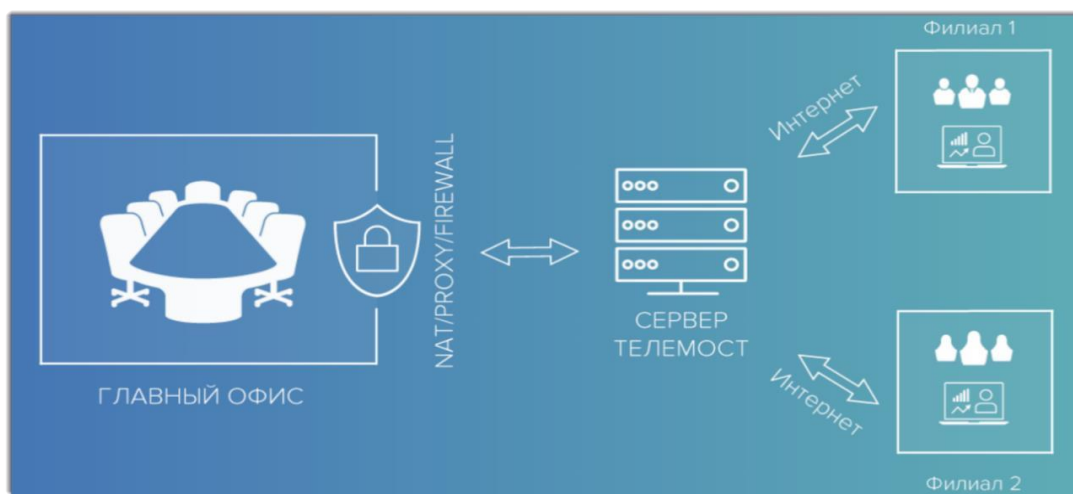 Филиал 1
Интернет
NAT/PROXY/FIREWALL
СЕРВЕР
ТЕЛЕМОСТ
ГЛАВНЫЙ ОФИС
Интернет
Филиал 2